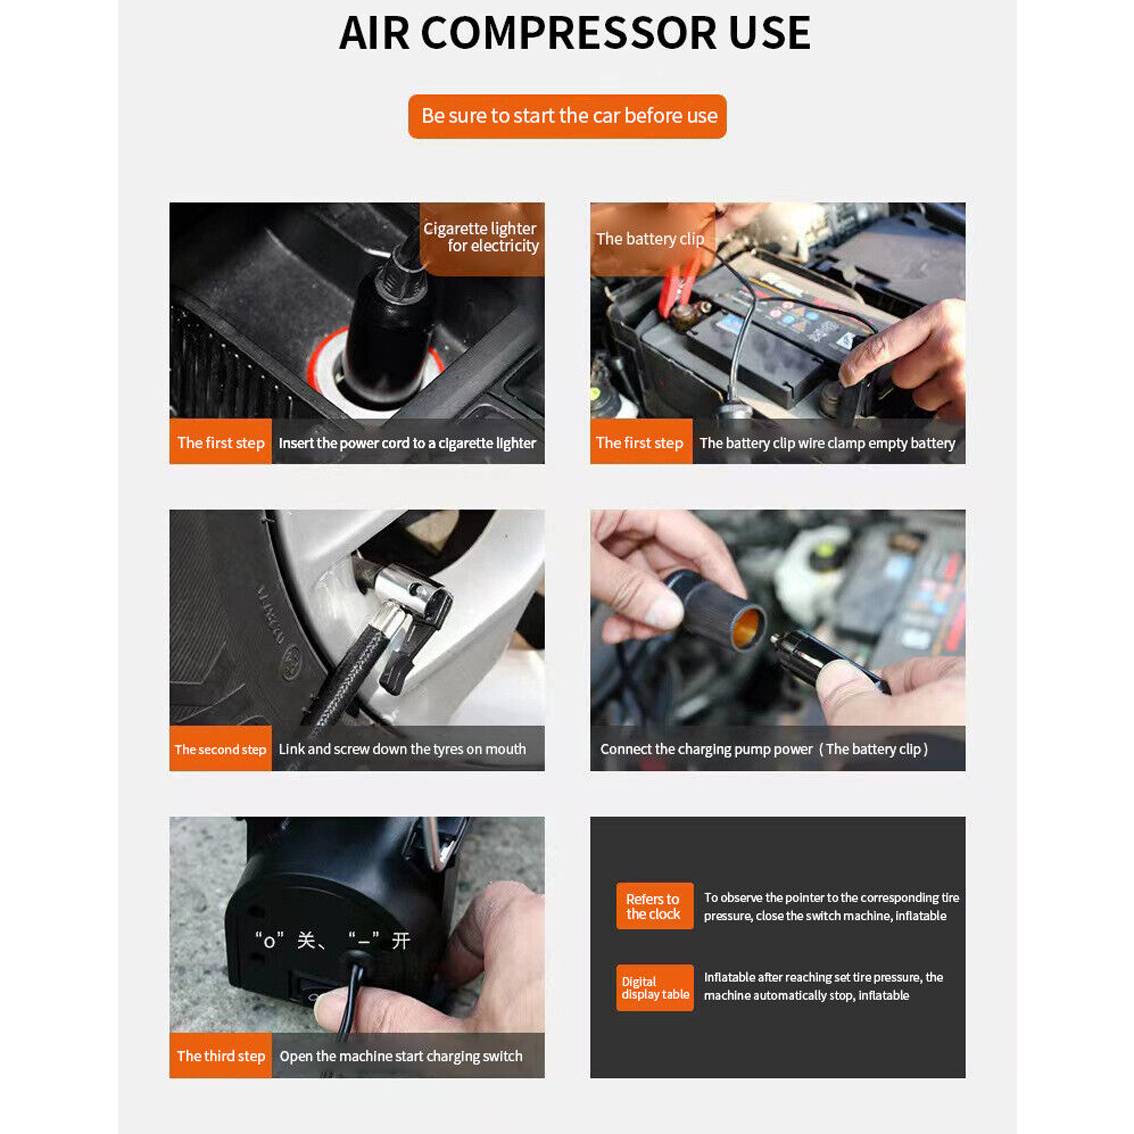 AIR COMPRESSOR USE
Be sure to start the car before use
Cigarette lighter
for electricity
The first step
Insert the power cord to a cigarette lighter
The battery clip
The first step
The battery clip wire clamp empty battery
The second step
Link and screw down the tyres on mouth
Connect the charging pump power ( The battery clip )
“o” 关、 “–” 开
The third step
Open the machine start charging switch
Refers to
the clock
To observe the pointer to the corresponding tire
pressure, close the switch machine, inflatable
Digital
display table
Inflatable after reaching set tire pressure, the
machine automatically stop, inflatable